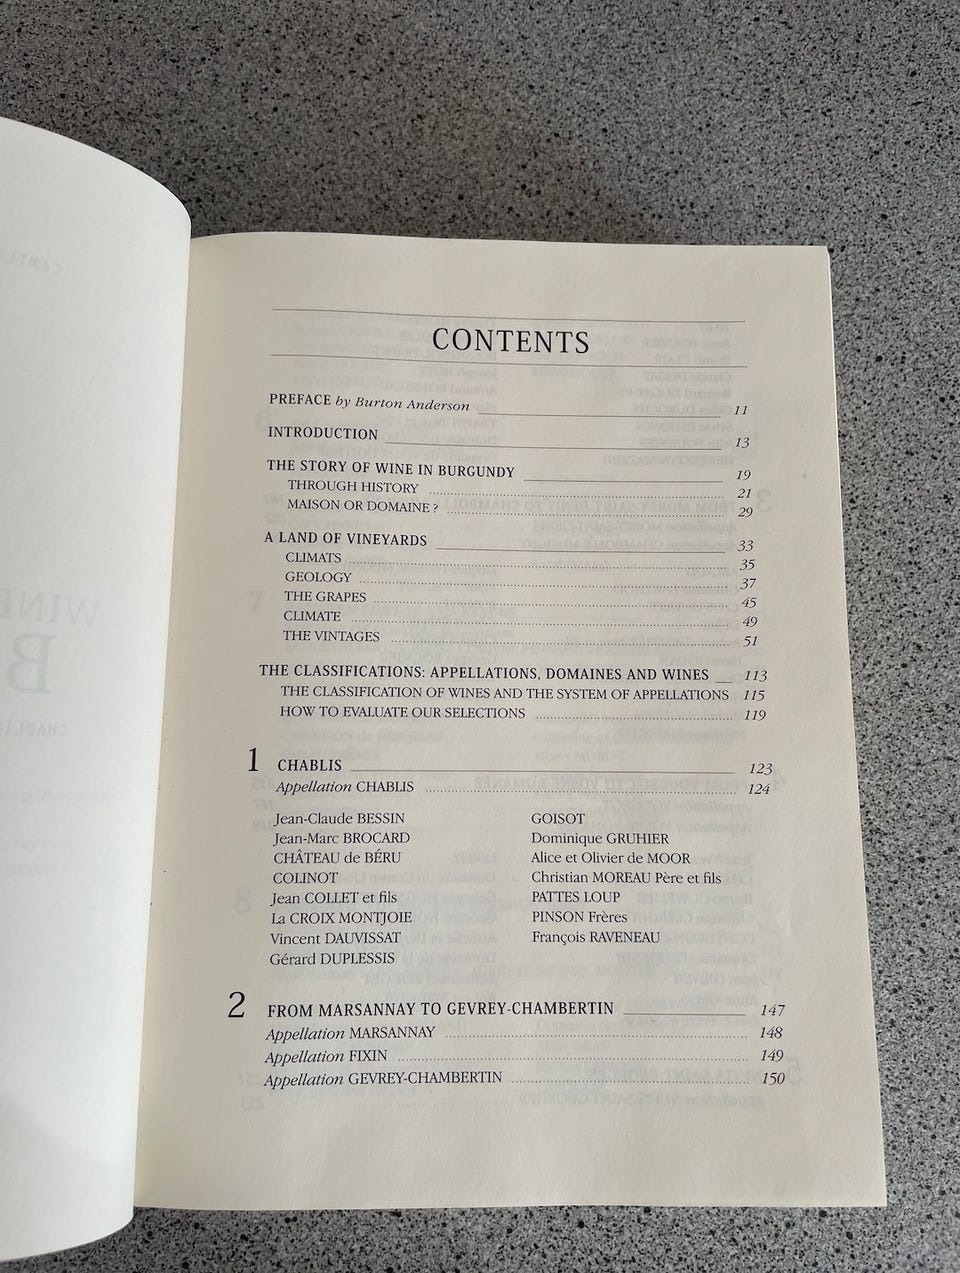 CONTENTS
PREFACE by Burton Anderson 11
INTRODUCTION 13
THE STORY OF WINE IN BURGUNDY 19
THROUGH HISTORY 21
MAISON OR DOMAINE ? 29
A LAND OF VINEYARDS 33
CLIMATS 35
GEOLOGY 37
THE GRAPES 45
CLIMATE 49
THE VINTAGES 51
THE CLASSIFICATIONS: APPELLATIONS, DOMAINES AND WINES 113
THE CLASSIFICATION OF WINES AND THE SYSTEM OF APPELLATIONS 115
HOW TO EVALUATE OUR SELECTIONS 119
1 CHABLIS 123
Appellation CHABLIS 124
Jean-Claude BESSIN
Jean-Marc BROCARD
CHÂTEAU de BÉRU
COLINOT
Jean COLLET et fils
La CROIX MONTJOIE
Vincent DAUVISSAT
Gérard DUPLESSIS
GOISOT
Dominique GRUHIER
Alice et Olivier de MOOR
Christian MOREAU Père et fils
PATTES LOUP
PINSON Frères
François RAVENEAU
2 FROM MARSANNAY TO GEVREY-CHAMBERTIN 147
Appellation MARSANNAY 148
Appellation FIXIN 149
Appellation GEVREY-CHAMBERTIN 150